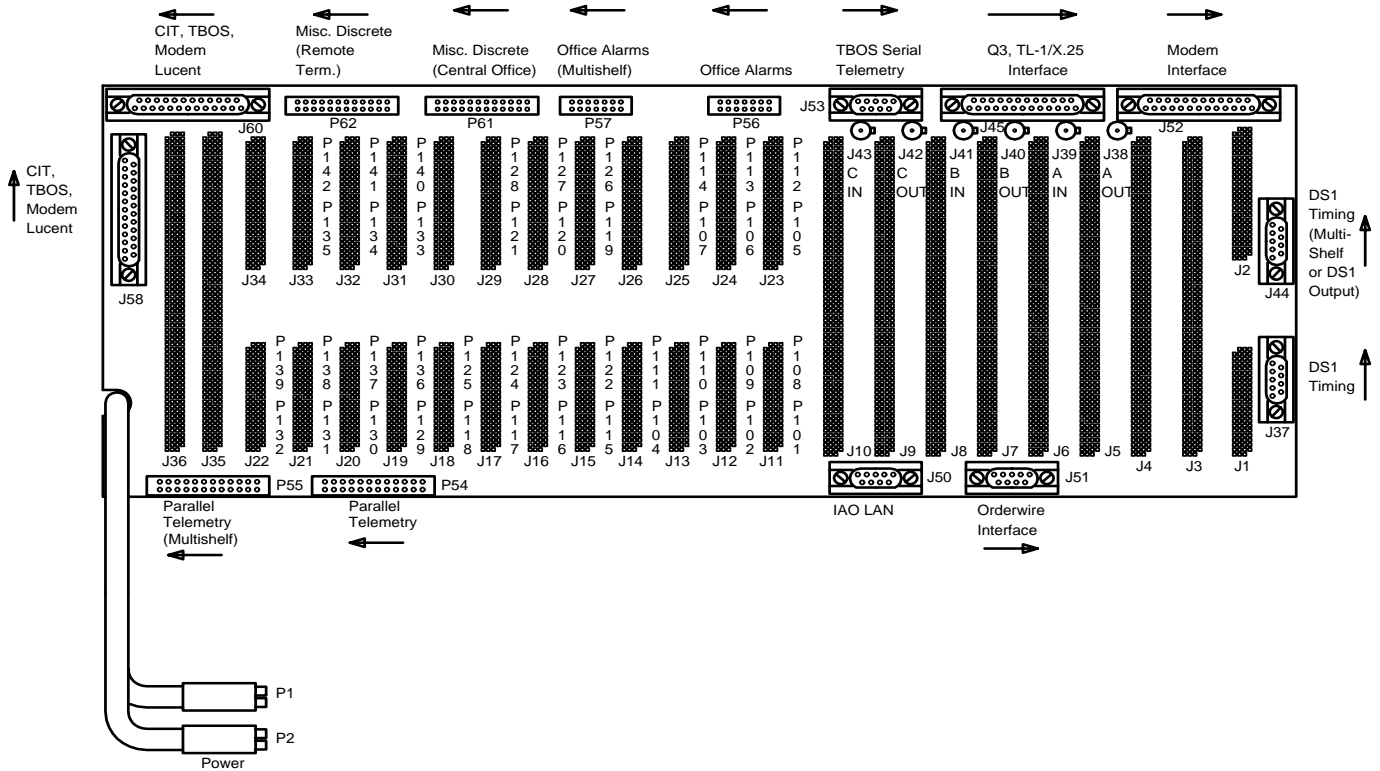 CIT, TBOS,
Modem
Lucent
Misc. Discrete
(Remote
Term.)
Misc. Discrete
(Central Office)
Office Alarms
(Multishelf)
Office Alarms
TBOS Serial
Telemetry
Q3, TL-1/X.25
Interface
Modem
Interface
J60
P62
P61
P57
P56
J53
J45
J52
CIT,
TBOS,
Modem
Lucent
J58
P142 P135
P141 P134
P140 P133
P128 P121
P127 P120
P126 P119
P114 P107
P113 P106
P112 P105
J43
C
IN
J42
C
OUT
J41
B
IN
J40
B
OUT
J39
A
IN
J38
A
OUT
DS1
Timing
(Multi-
Shelf
or DS1
Output)
J44
J34 J33 J32 J31 J30 J29 J28 J27 J26 J25 J24 J23 J2
P139 P132
P138 P131
P137 P130
P136 P129
P125 P118
P124 P117
P123 P116
P122 P115
P111 P104
P110 P103
P109 P102
P108 P101
DS1
Timing
J37
J36 J35 J22 J21 J20 J19 J18 J17 J16 J15 J14 J13 J12 J11 J10 J9 J8 J7 J6 J5 J4 J3 J1
P55
P54
J50
J51
Parallel
Telemetry
(Multishelf)
Parallel
Telemetry
IAO LAN
Orderwire
Interface
P1
P2
Power